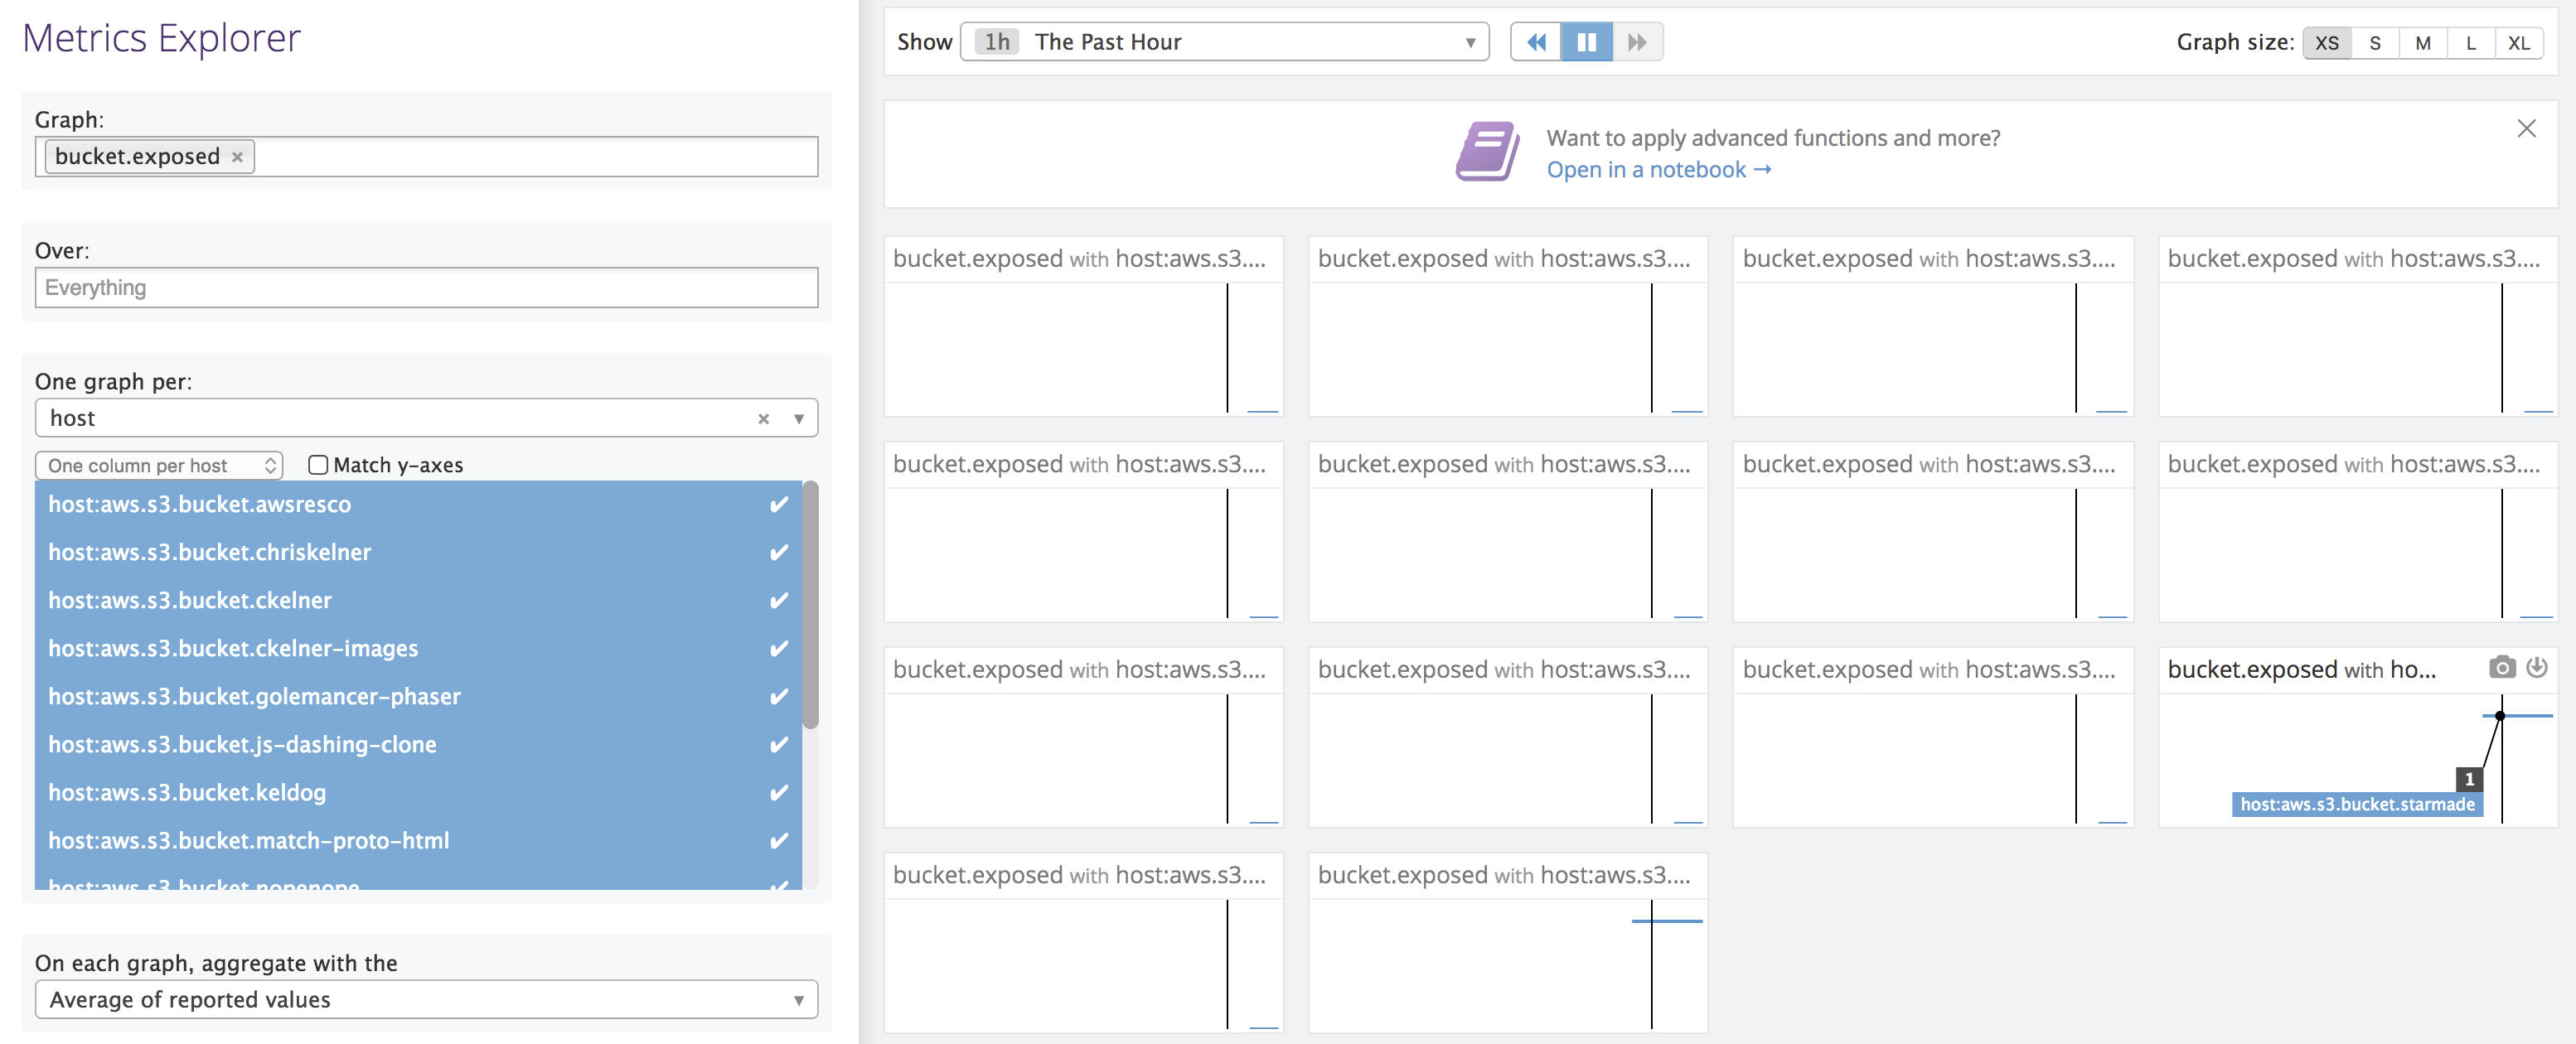 Metrics Explorer
Graph:
bucket.exposed ×
Over:
Everything
One graph per:
host ×
One column per host
Match y-axes
host:aws.s3.bucket.awsresco
host:aws.s3.bucket.chriskelner
host:aws.s3.bucket.ckelner
host:aws.s3.bucket.ckelner-images
host:aws.s3.bucket.golemancer-phaser
host:aws.s3.bucket.js-dashing-clone
host:aws.s3.bucket.keldog
host:aws.s3.bucket.match-proto-html
host:aws.s3.bucket.nopenope
On each graph, aggregate with the
Average of reported values
Show 1h The Past Hour
Graph size: XS S M L XL
Want to apply advanced functions and more?
Open in a notebook →
bucket.exposed with host:aws.s3....
bucket.exposed with host:aws.s3....
bucket.exposed with host:aws.s3....
bucket.exposed with host:aws.s3....
bucket.exposed with host:aws.s3....
bucket.exposed with host:aws.s3....
bucket.exposed with host:aws.s3....
bucket.exposed with host:aws.s3....
bucket.exposed with host:aws.s3....
bucket.exposed with host:aws.s3....
bucket.exposed with host:aws.s3....
bucket.exposed with ho...
1
host:aws.s3.bucket.starmade
bucket.exposed with host:aws.s3....
bucket.exposed with host:aws.s3....